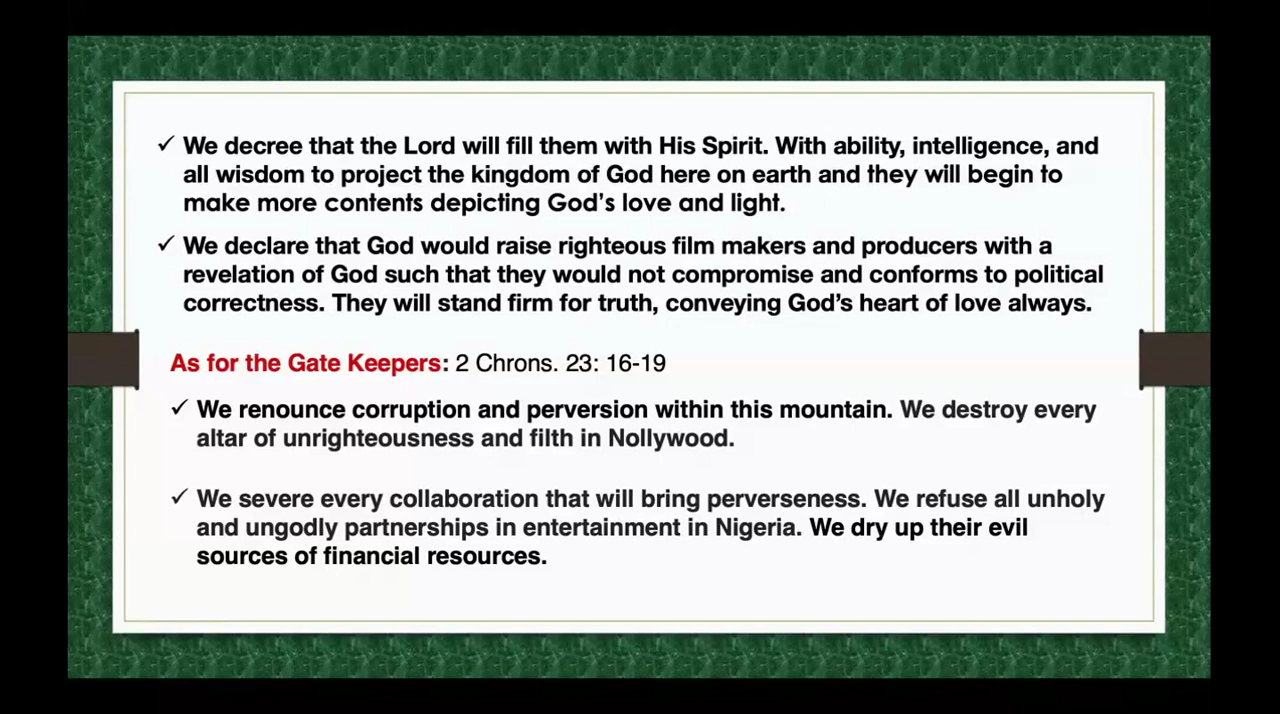 ✓ We decree that the Lord will fill them with His Spirit. With ability, intelligence, and
all wisdom to project the kingdom of God here on earth and they will begin to
make more contents depicting God's love and light.
✓ We declare that God would raise righteous film makers and producers with a
revelation of God such that they would not compromise and conforms to political
correctness. They will stand firm for truth, conveying God's heart of love always.
As for the Gate Keepers: 2 Chrons. 23: 16-19
✓ We renounce corruption and perversion within this mountain. We destroy every
altar of unrighteousness and filth in Nollywood.
✓ We severe every collaboration that will bring perverseness. We refuse all unholy
and ungodly partnerships in entertainment in Nigeria. We dry up their evil
sources of financial resources.